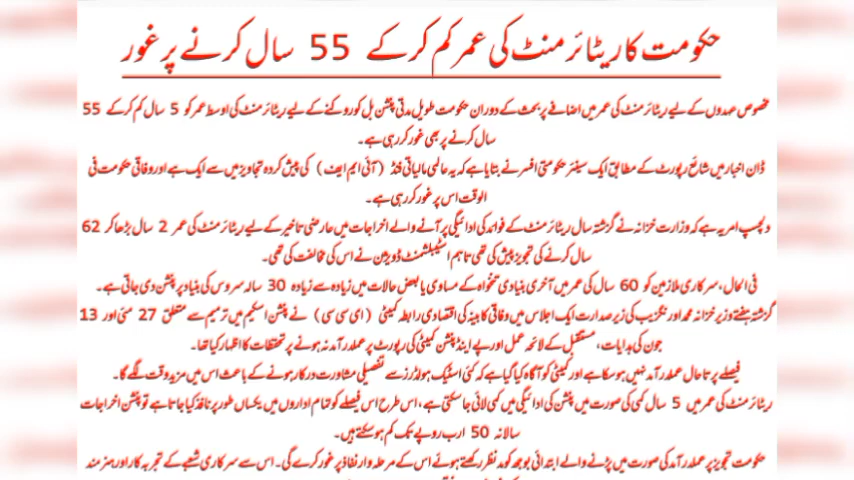 حکومت کا ریٹائرمنٹ کی عمر کم کر کے 55 سال کرنے پر غور
مخصوص عہدوں کے لیے ریٹائرمنٹ کی عمر میں اضافے پر بحث کے دوران حکومت طویل مدتی پنشن بل کو روکنے کے لیے ریٹائرمنٹ کی اوسط عمر کو 5 سال کم کر کے 55
سال کرنے پر بھی غور کر رہی ہے۔
ڈان اخبار میں شائع رپورٹ کے مطابق ایک سینئر حکومتی افسر نے بتایا ہے کہ یہ عالمی مالیاتی فنڈ (آئی ایم ایف) کی پیش کردہ تجاویز میں سے ایک ہے اور وفاقی حکومت فی
الوقت اس پر غور کر رہی ہے۔
دلچسپ امر یہ ہے کہ وزارت خزانہ نے گزشتہ سال ریٹائرمنٹ کے فوائد کی ادائیگی پر آنے والے اخراجات میں عارضی تاخیر کے لیے ریٹائرمنٹ کی عمر 2 سال بڑھا کر 62
سال کرنے کی تجویز پیش کی تھی تاہم اسٹیبلشمنٹ ڈویژن نے اس کی مخالفت کی تھی۔
فی الحال، سرکاری ملازمین کو 60 سال کی عمر میں آخری بنیادی تنخواہ کے مساوی یا بعض حالات میں زیادہ سے زیادہ 30 سالہ سروس کی بنیاد پر پنشن دی جاتی ہے۔
گزشتہ ہفتے وزیر خزانہ محمد اورنگزیب کی زیر صدارت ایک اجلاس میں وفاقی کابینہ کی اقتصادی رابطہ کمیٹی (ای سی سی) نے پنشن اسکیم میں ترمیم سے متعلق 27 مئی اور 13
جون کی ہدایات، مستقبل کے لائحہ عمل اور پے اینڈ پنشن کمیٹی کی رپورٹ پر عملدرآمد نہ ہونے پر تحفظات کا اظہار کیا تھا۔
فیصلے پر تاحال عملدرآمد نہیں ہو سکا ہے اور کمیٹی کو آگاہ کیا گیا ہے کہ کئی اسٹیک ہولڈرز سے تفصیلی مشاورت درکار ہونے کے باعث اس میں مزید وقت لگے گا۔
ریٹائرمنٹ کی عمر میں 5 سال کمی کی صورت میں پنشن کی ادائیگی میں کمی لائی جا سکتی ہے، اس طرح اس فیصلے کو تمام اداروں میں یکساں طور پر نافذ کیا جاتا ہے تو پنشن اخراجات
سالانہ 50 ارب روپے تک کم ہو سکتے ہیں۔
حکومت تجویز پر عملدرآمد کی صورت میں پڑنے والے ابتدائی بوجھ کو مدنظر رکھتے ہوئے اس کے مرحلہ وار نفاذ پر غور کرے گی۔ اس سے سرکاری شعبے کے تجربہ کار اور ہنر مند